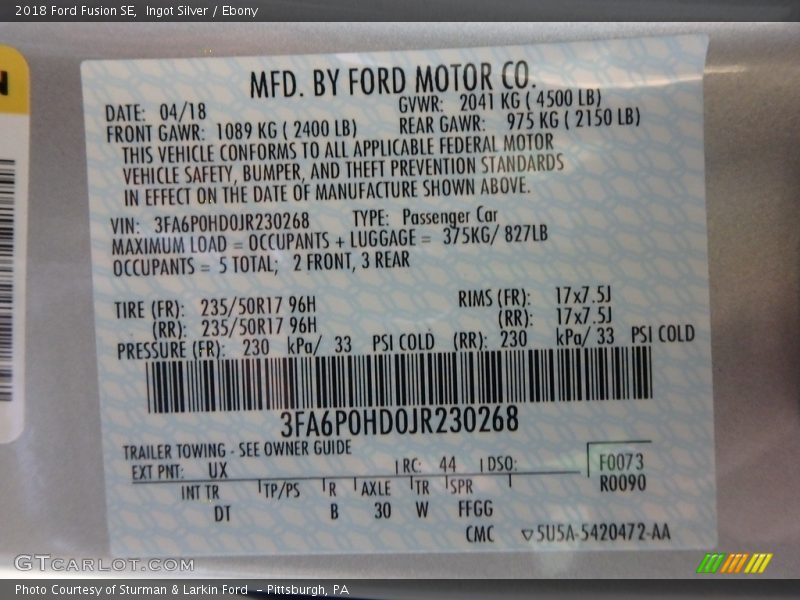 2018 Ford Fusion SE, Ingot Silver / Ebony
MFD. BY FORD MOTOR CO.
DATE: 04/18 GVWR: 2041 KG ( 4500 LB)
FRONT GAWR: 1089 KG ( 2400 LB) REAR GAWR: 975 KG ( 2150 LB)
THIS VEHICLE CONFORMS TO ALL APPLICABLE FEDERAL MOTOR
VEHICLE SAFETY, BUMPER, AND THEFT PREVENTION STANDARDS
IN EFFECT ON THE DATE OF MANUFACTURE SHOWN ABOVE.
VIN: 3FA6P0HD0JR230268 TYPE: Passenger Car
MAXIMUM LOAD = OCCUPANTS + LUGGAGE = 375KG/ 827LB
OCCUPANTS = 5 TOTAL; 2 FRONT, 3 REAR
TIRE (FR): 235/50R17 96H RIMS (FR): 17x7.5J
(RR): 235/50R17 96H (RR): 17x7.5J
PRESSURE (FR): 230 kPa/ 33 PSI COLD (RR): 230 kPa/ 33 PSI COLD
3FA6P0HD0JR230268
TRAILER TOWING - SEE OWNER GUIDE
EXT PNT: UX RC: 44 DSO: F0073
R0090
INT TR TP/PS R AXLE TR SPR
DT B 30 W FFGG
CMC ▽5U5A-5420472-AA
GTCarLot.com
Photo Courtesy of Sturman & Larkin Ford - Pittsburgh, PA